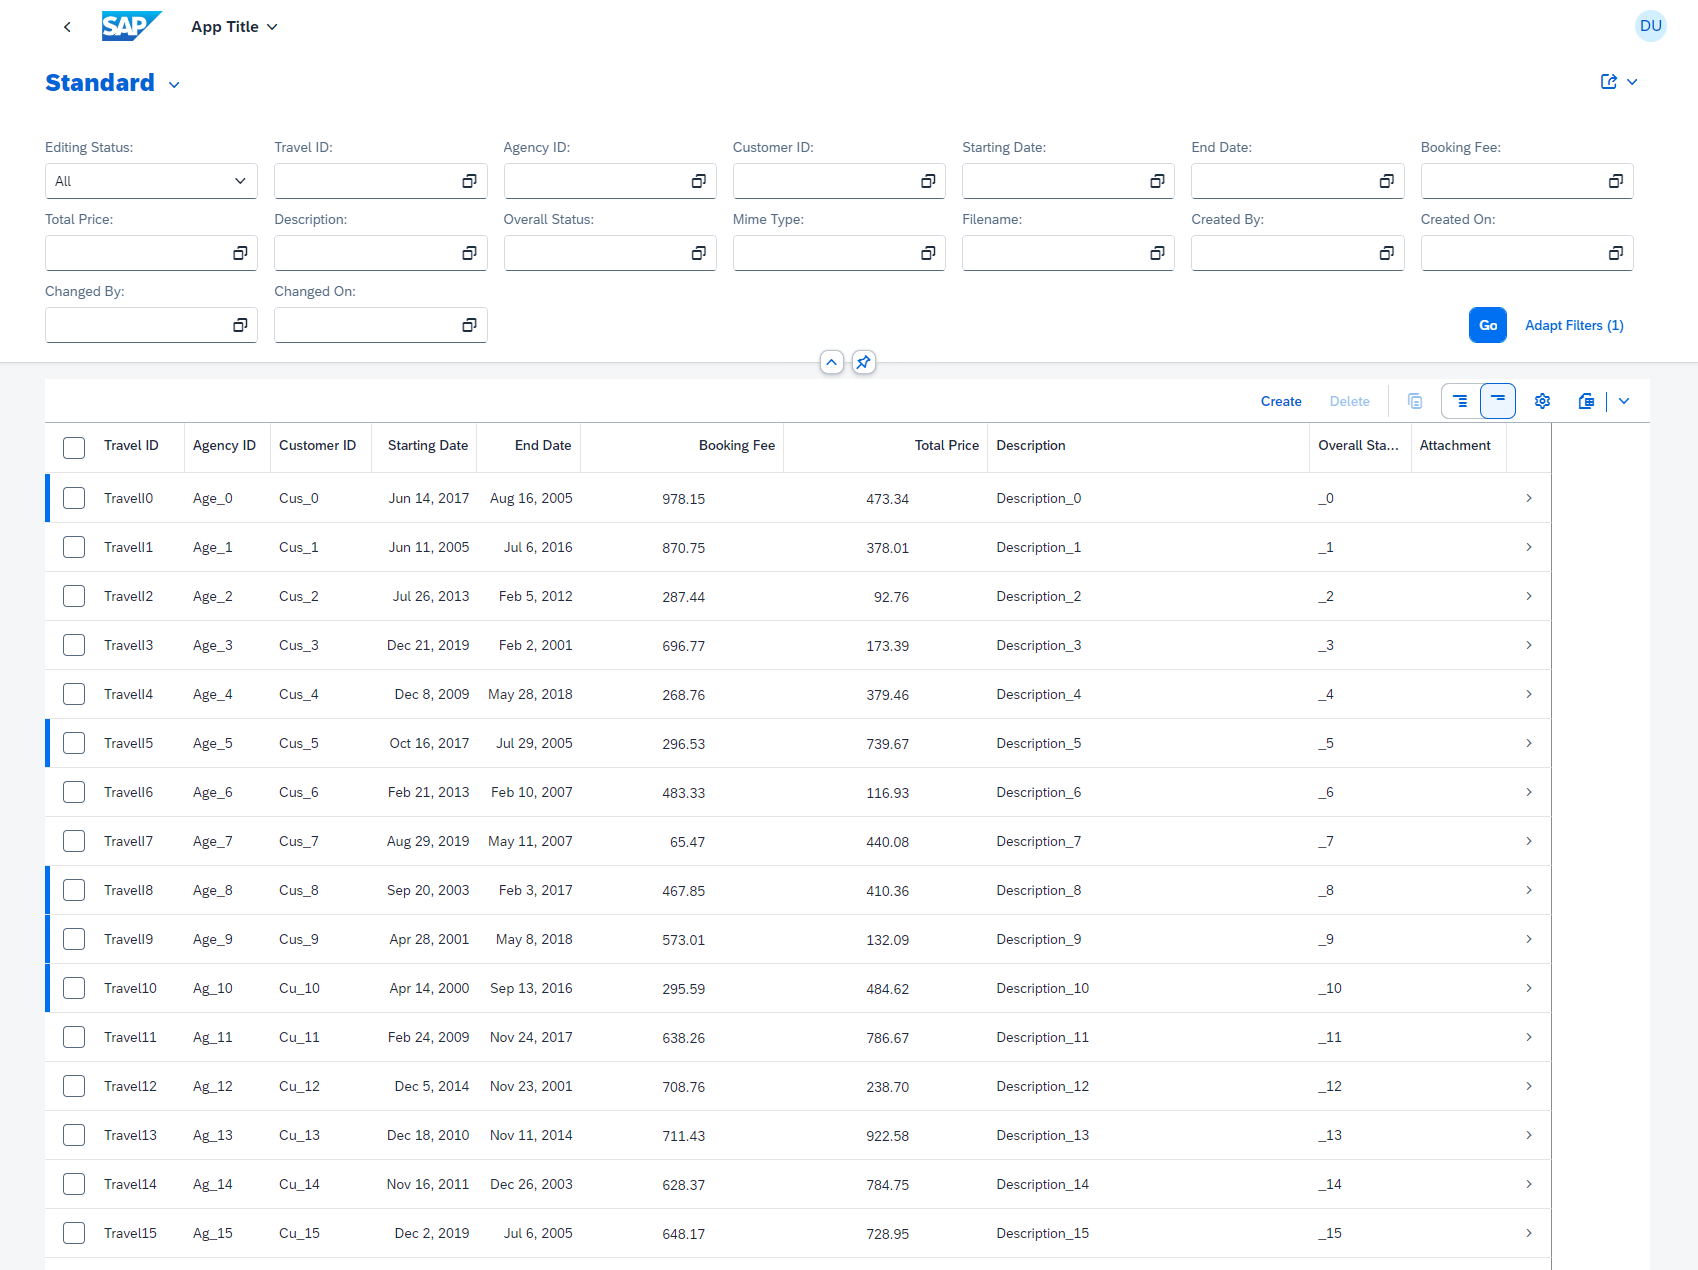 SAP App Title DU
Standard
Editing Status: Travel ID: Agency ID: Customer ID: Starting Date: End Date: Booking Fee:
All
Total Price: Description: Overall Status: Mime Type: Filename: Created By: Created On:
Changed By: Changed On:
Go Adapt Filters (1)
Create Delete
Travel ID Agency ID Customer ID Starting Date End Date Booking Fee Total Price Description Overall Sta... Attachment
TravelI0 Age_0 Cus_0 Jun 14, 2017 Aug 16, 2005 978.15 473.34 Description_0 _0
TravelI1 Age_1 Cus_1 Jun 11, 2005 Jul 6, 2016 870.75 378.01 Description_1 _1
TravelI2 Age_2 Cus_2 Jul 26, 2013 Feb 5, 2012 287.44 92.76 Description_2 _2
TravelI3 Age_3 Cus_3 Dec 21, 2019 Feb 2, 2001 696.77 173.39 Description_3 _3
TravelI4 Age_4 Cus_4 Dec 8, 2009 May 28, 2018 268.76 379.46 Description_4 _4
TravelI5 Age_5 Cus_5 Oct 16, 2017 Jul 29, 2005 296.53 739.67 Description_5 _5
TravelI6 Age_6 Cus_6 Feb 21, 2013 Feb 10, 2007 483.33 116.93 Description_6 _6
TravelI7 Age_7 Cus_7 Aug 29, 2019 May 11, 2007 65.47 440.08 Description_7 _7
TravelI8 Age_8 Cus_8 Sep 20, 2003 Feb 3, 2017 467.85 410.36 Description_8 _8
TravelI9 Age_9 Cus_9 Apr 28, 2001 May 8, 2018 573.01 132.09 Description_9 _9
Travel10 Ag_10 Cu_10 Apr 14, 2000 Sep 13, 2016 295.59 484.62 Description_10 _10
Travel11 Ag_11 Cu_11 Feb 24, 2009 Nov 24, 2017 638.26 786.67 Description_11 _11
Travel12 Ag_12 Cu_12 Dec 5, 2014 Nov 23, 2001 708.76 238.70 Description_12 _12
Travel13 Ag_13 Cu_13 Dec 18, 2010 Nov 11, 2014 711.43 922.58 Description_13 _13
Travel14 Ag_14 Cu_14 Nov 16, 2011 Dec 26, 2003 628.37 784.75 Description_14 _14
Travel15 Ag_15 Cu_15 Dec 2, 2019 Jul 6, 2005 648.17 728.95 Description_15 _15